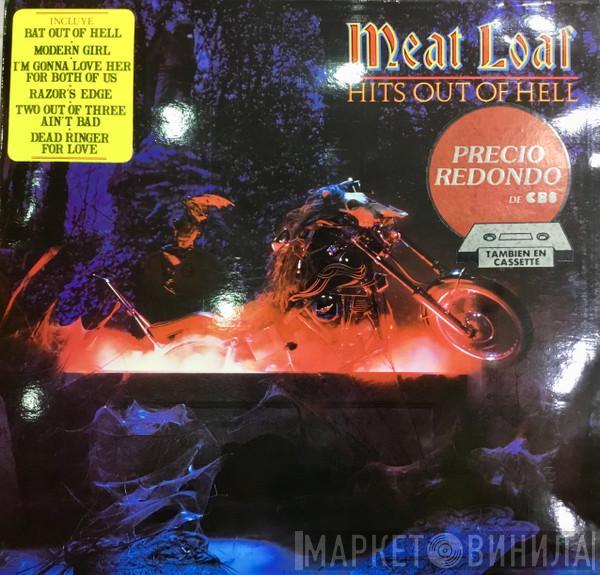 INCLUYE
BAT OUT OF HELL
MODERN GIRL
I'M GONNA LOVE HER
FOR BOTH OF US
RAZOR'S EDGE
TWO OUT OF THREE
AIN'T BAD
DEAD RINGER
FOR LOVE
Meat Loaf
HITS OUT OF HELL
PRECIO
REDONDO
DE CBS
TAMBIEN EN
CASSETTE
МАРКЕТ ВИНИЛА